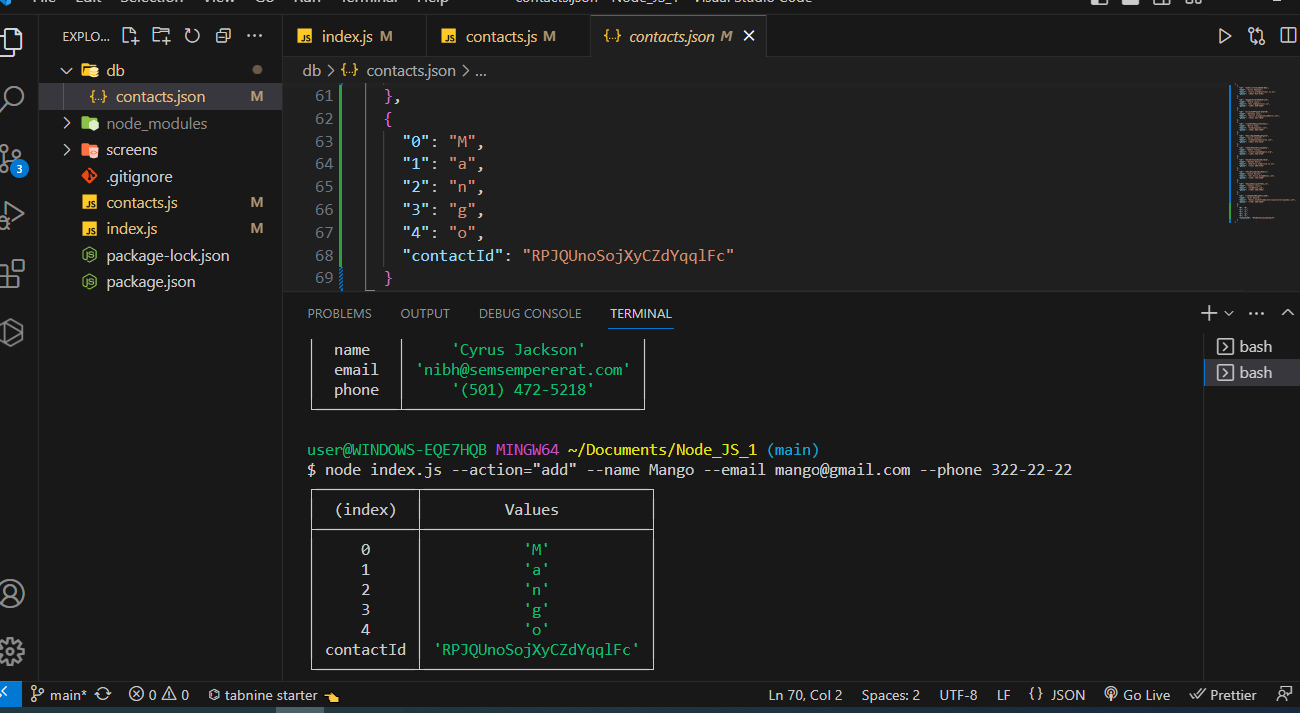 EXPLO...
index.js M
contacts.js M
contacts.json M
db
contacts.json M
node_modules
screens
.gitignore
contacts.js M
index.js M
package-lock.json
package.json
3
db > {..} contacts.json > ...
61 },
62 {
63 "0": "M",
64 "1": "a",
65 "2": "n",
66 "3": "g",
67 "4": "o",
68 "contactId": "RPJQUnoSojXyCZdYqqlFc"
69 }
PROBLEMS OUTPUT DEBUG CONSOLE TERMINAL
bash
bash
name 'Cyrus Jackson'
email 'nibh@semsempererat.com'
phone '(501) 472-5218'
user@WINDOWS-EQE7HQB MINGW64 ~/Documents/Node_JS_1 (main)
$ node index.js --action="add" --name Mango --email mango@gmail.com --phone 322-22-22
(index) Values
0 'M'
1 'a'
2 'n'
3 'g'
4 'o'
contactId 'RPJQUnoSojXyCZdYqqlFc'
main* 0 0 tabnine starter Ln 70, Col 2 Spaces: 2 UTF-8 LF {} JSON Go Live Prettier